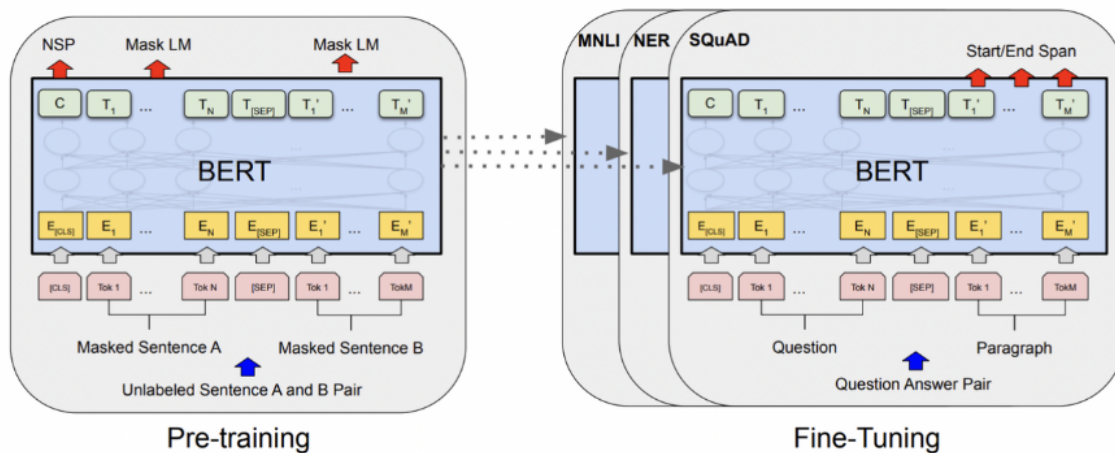 NSP Mask LM Mask LM
C T1 ... TN T[SEP] T1' ... TM'
BERT
E[CLS] E1 ... EN E[SEP] E1' ... EM'
[CLS] Tok 1 ... Tok N [SEP] Tok 1 ... TokM
Masked Sentence A Masked Sentence B
Unlabeled Sentence A and B Pair
Pre-training
MNLI NER SQuAD
Start/End Span
C T1 ... TN T[SEP] T1' ... TM'
BERT
E[CLS] E1 ... EN E[SEP] E1' ... EM'
[CLS] Tok 1 ... Tok N [SEP] Tok 1 ... TokM
Question Paragraph
Question Answer Pair
Fine-Tuning